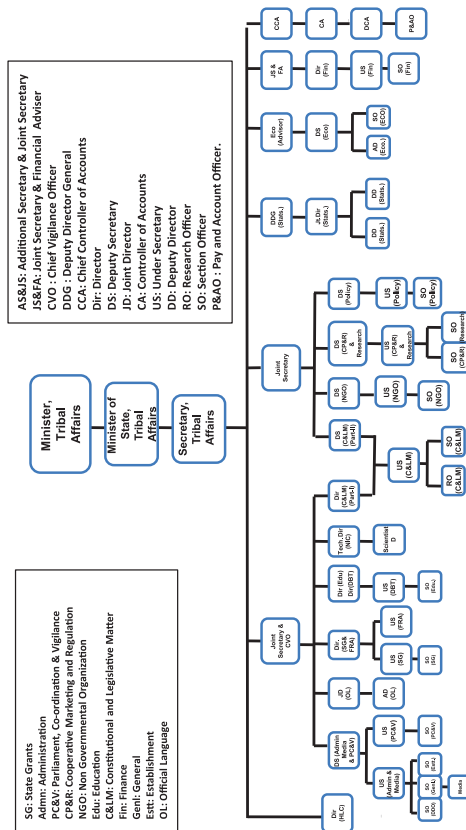 SG: State Grants
Admn: Administration
PC&V: Parliament, Co-ordination & Vigilance
CP&R: Cooperative Marketing and Regulation
NGO: Non Governmental Organization
Edu: Education
C&LM: Constitutional and Legislative Matter
Fin: Finance
Genl: General
Estt: Establishment
OL: Official Language
Minister,
Tribal
Affairs
Minister of
State, Tribal
Affairs
Secretary,
Tribal
Affairs
AS&JS: Additional Secretary & Joint Secretary
JS&FA: Joint Secretary & Financial Adviser
CVO : Chief Vigilance Officer
DDG : Deputy Director General
CCA: Chief Controller of Accounts
Dir: Director
DS: Deputy Secretary
JD: Joint Director
CA: Controller of Accounts
US: Under Secretary
DD: Deputy Director
RO: Research Officer
SO: Section Officer
P&AO : Pay and Account Officer.
Dir
(HLC)
Joint
Secretary &
CVO
Joint
Secretary
DDG
(Stats.)
Eco
(Advisor)
JS &
FA
CCA
DS (Admin
Media
& PC&V)
JD
(OL)
Dir.
(SG&
FRA)
Dir (Edu)
Dir(DBT)
Tech. Dir
(NIC)
Dir
(C&LM)
(Part-I)
DS
(C&LM)
(Part-II)
DS
(NGO)
DS
(CP&R)
&
Research
DS
(Policy)
Jt.Dir
(Stats.)
DS
(Eco)
Dir
(Fin)
CA
US
(Admin &
Media)
US
(PC&V)
AD
(OL)
US
(SG)
US
(FRA)
US
(DBT)
Scientist
D
US
(C&LM)
US
(NGO)
US
(CP&R) &
Research
US
(Policy)
DD
(Stats.)
DD
(Stats.)
AD
(Eco.)
SO
(ECO)
US
(Fin)
DCA
SO
(Genl.)
SO
(Estt.)
Media
SO
(PC&V)
SO
(SG)
SO
RO
(C&LM)
SO
(C&LM)
SO
(NGO)
SO
(CP&R)
SO
(Research)
SO
(Policy)
SO
(Fin)
P&AO